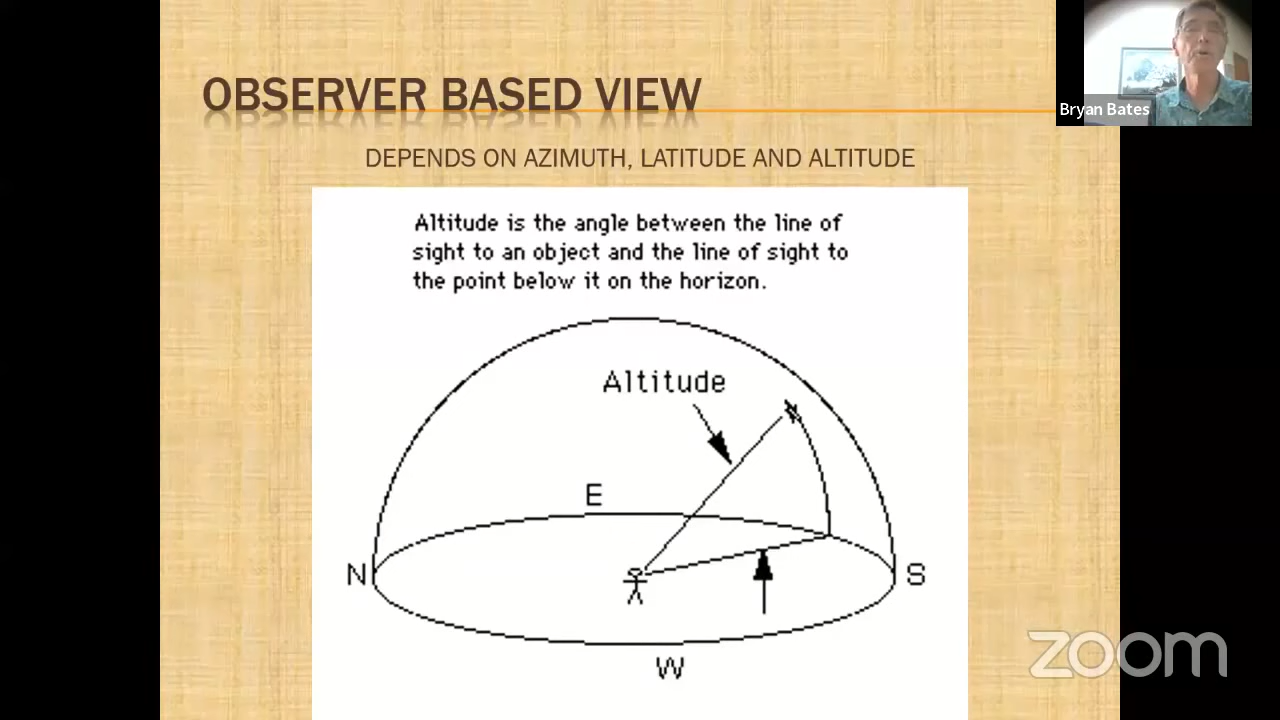 OBSERVER BASED VIEW
Bryan Bates
DEPENDS ON AZIMUTH, LATITUDE AND ALTITUDE
Altitude is the angle between the line of
sight to an object and the line of sight to
the point below it on the horizon.
Altitude
E
N
S
W
zoom